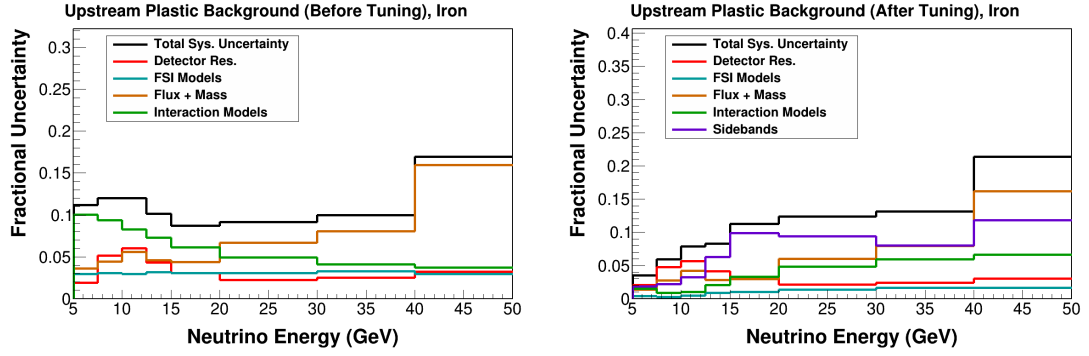 Upstream Plastic Background (Before Tuning), Iron
Fractional Uncertainty
0.3
0.25
0.2
0.15
0.1
0.05
0
Total Sys. Uncertainty
Detector Res.
FSI Models
Flux + Mass
Interaction Models
5 10 15 20 25 30 35 40 45 50
Neutrino Energy (GeV)
Upstream Plastic Background (After Tuning), Iron
Fractional Uncertainty
0.4
0.35
0.3
0.25
0.2
0.15
0.1
0.05
0
Total Sys. Uncertainty
Detector Res.
FSI Models
Flux + Mass
Interaction Models
Sidebands
5 10 15 20 25 30 35 40 45 50
Neutrino Energy (GeV)